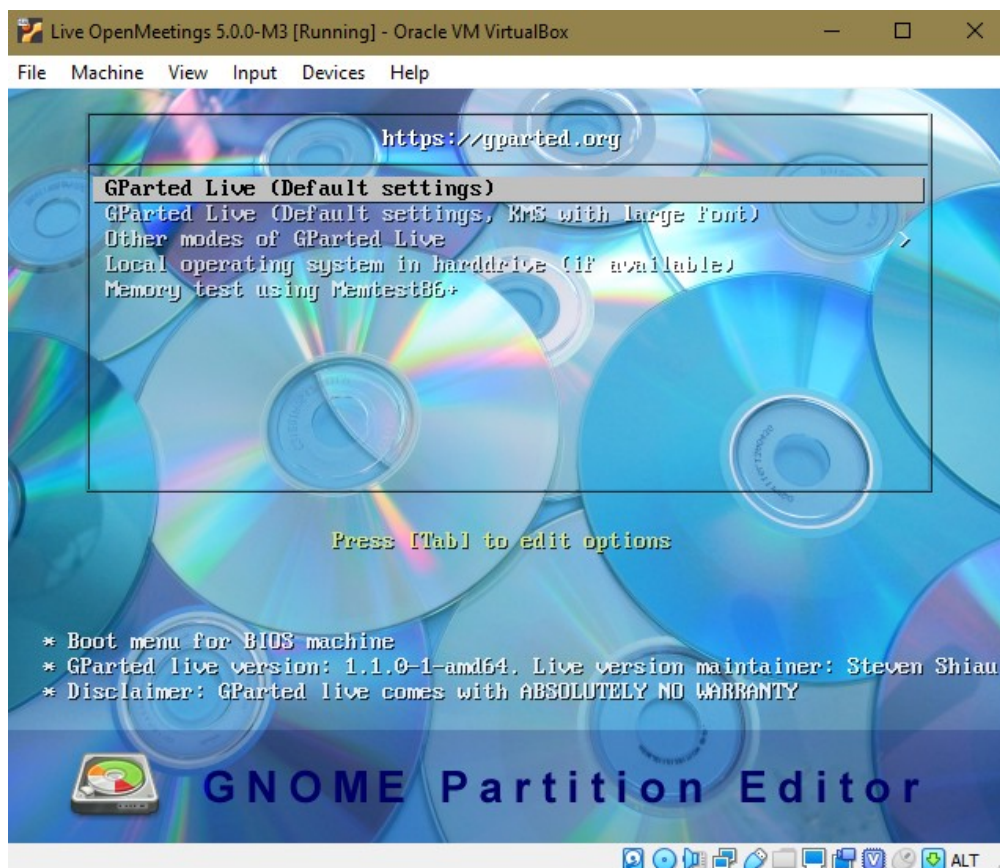 Live OpenMeetings 5.0.0-M3 [Running] - Oracle VM VirtualBox
File Machine View Input Devices Help
https://gparted.org
GParted Live (Default settings)
GParted Live (Default settings, KMS with large font)
Other modes of GParted Live >
Local operating system in harddrive (if available)
Memory test using Memtest86+
Press [Tab] to edit options
* Boot menu for BIOS machine
* GParted live version: 1.1.0-1-amd64. Live version maintainer: Steven Shiau
* Disclaimer: GParted live comes with ABSOLUTELY NO WARRANTY
GNOME Partition Editor
ALT